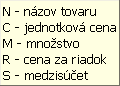 N - názov tovaru
C - jednotková cena
M - množstvo
R - cena za riadok
S - medzisúčet